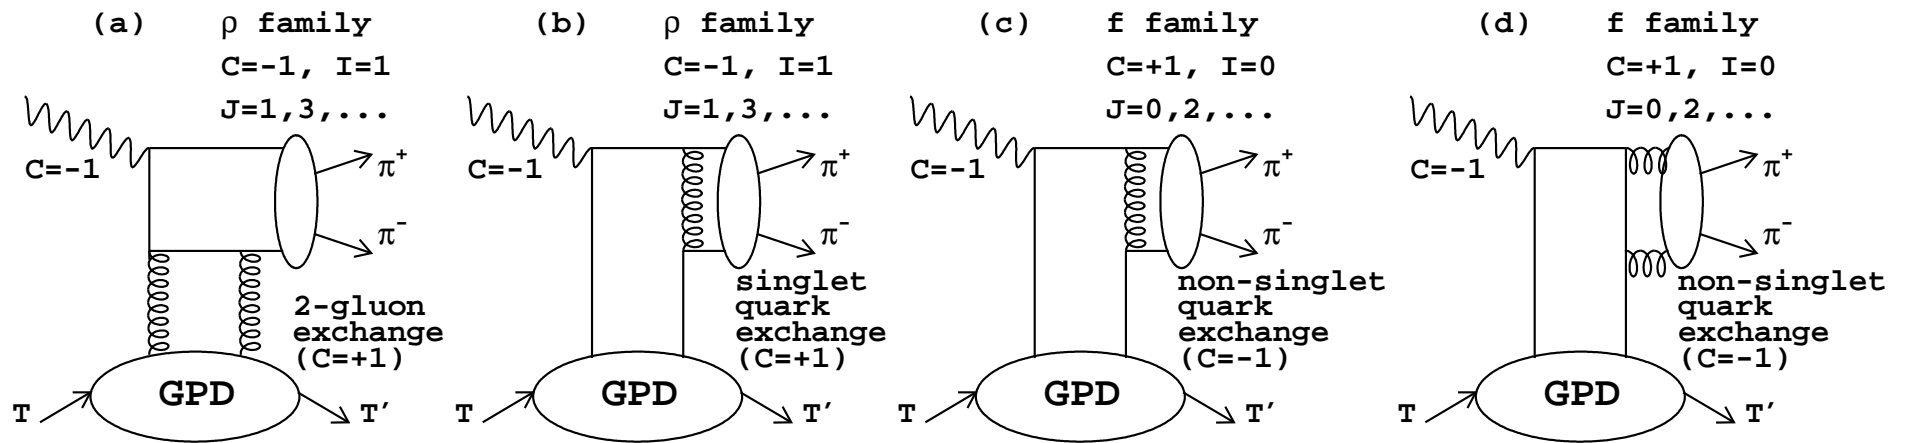 (a) ρ family
C=-1, I=1
J=1,3,...
C=-1
π+
π-
2-gluon
exchange
(C=+1)
GPD
T
T′
(b) ρ family
C=-1, I=1
J=1,3,...
C=-1
π+
π-
singlet
quark
exchange
(C=+1)
GPD
T
T′
(c) f family
C=+1, I=0
J=0,2,...
C=-1
π+
π-
non-singlet
quark
exchange
(C=-1)
GPD
T
T′
(d) f family
C=+1, I=0
J=0,2,...
C=-1
π+
π-
non-singlet
quark
exchange
(C=-1)
GPD
T
T′